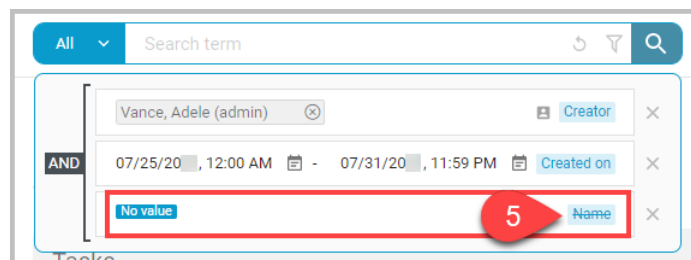 All Search term
Vance, Adele (admin) Creator
AND 07/25/20 , 12:00 AM - 07/31/20 , 11:59 PM Created on
No value 5 Name
Tasks